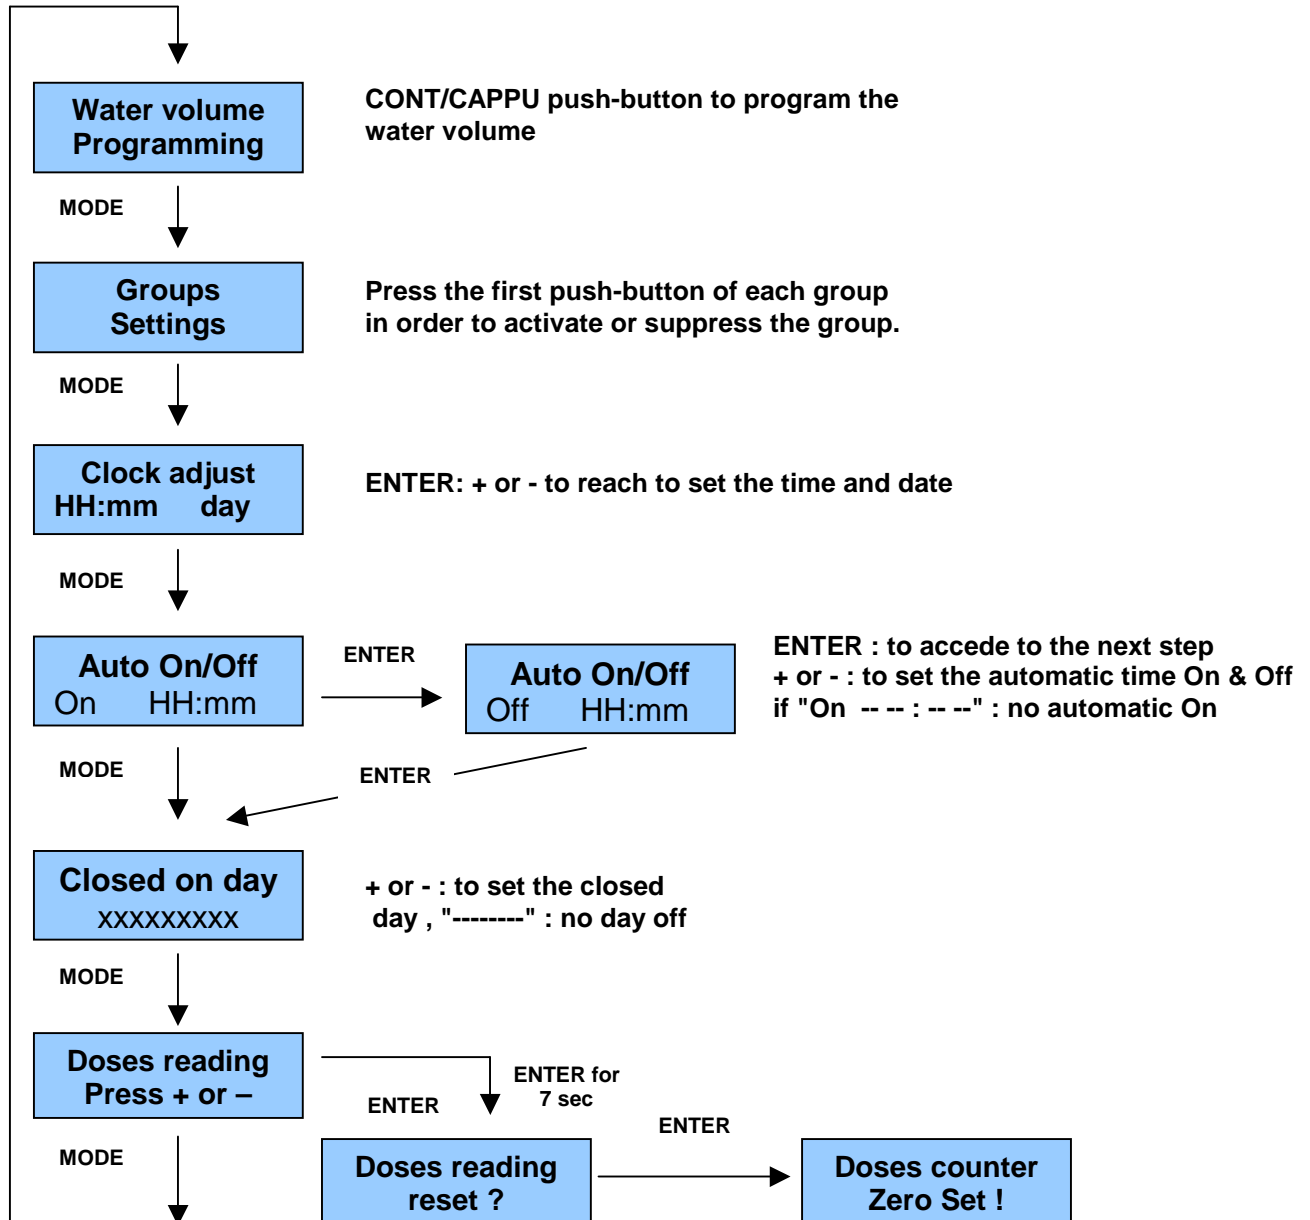 Water volume
Programming
CONT/CAPPU push-button to program the
water volume
MODE
Groups
Settings
Press the first push-button of each group
in order to activate or suppress the group.
MODE
Clock adjust
HH:mm day
ENTER: + or - to reach to set the time and date
MODE
Auto On/Off
On HH:mm
ENTER
Auto On/Off
Off HH:mm
ENTER : to accede to the next step
+ or - : to set the automatic time On & Off
if "On -- -- : -- --" : no automatic On
MODE
ENTER
Closed on day
xxxxxxxxx
+ or - : to set the closed
day , "--------" : no day off
MODE
Doses reading
Press + or –
ENTER for
7 sec
ENTER
ENTER
MODE
Doses reading
reset ?
Doses counter
Zero Set !